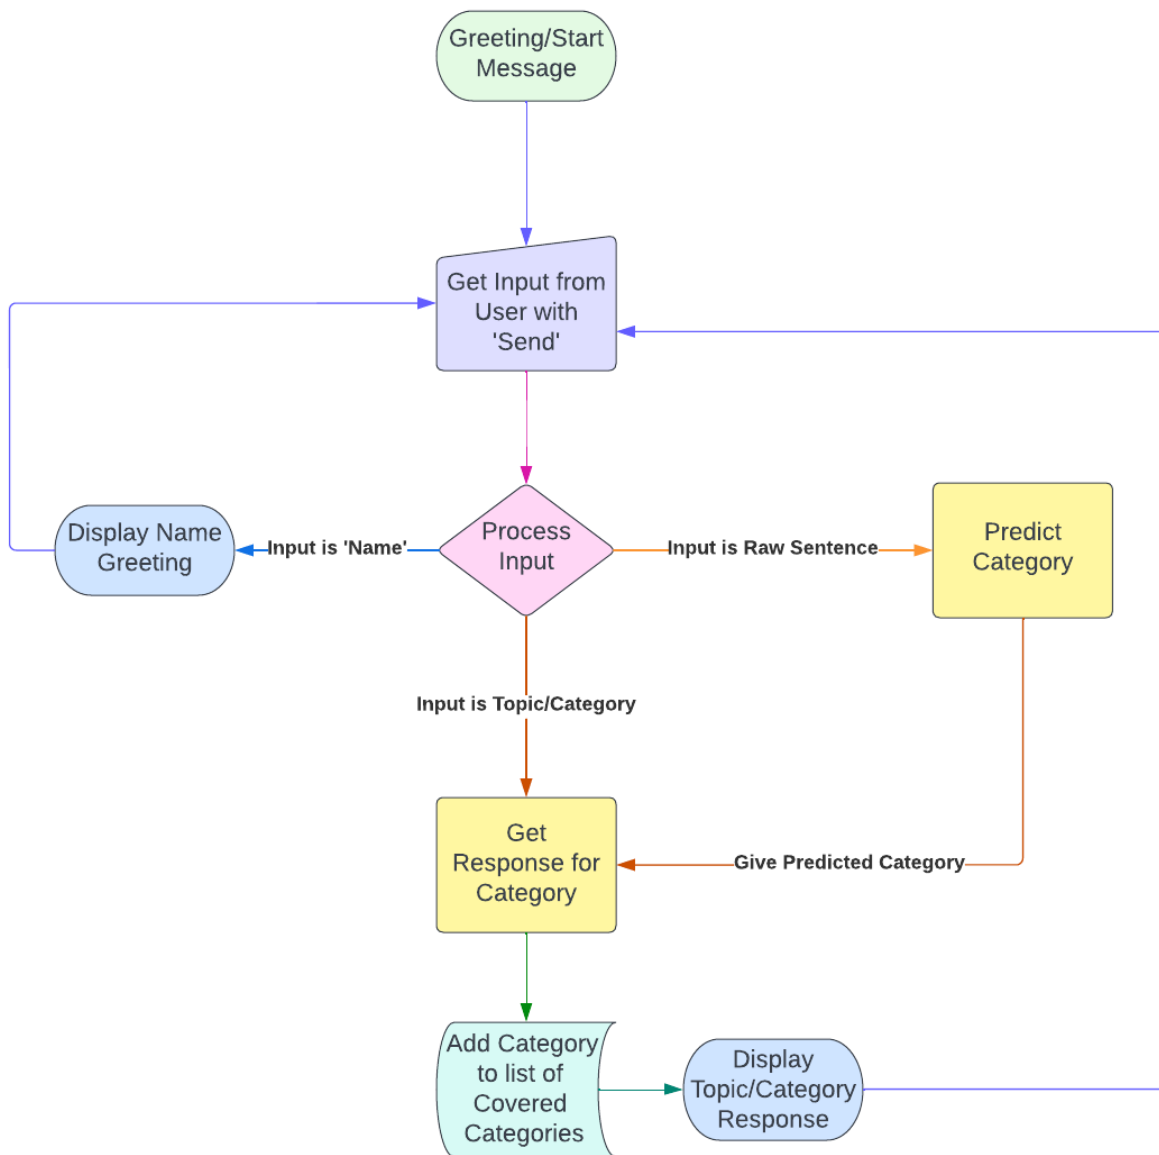 Greeting/Start
Message
Get Input from
User with
'Send'
Display Name
Greeting
Input is 'Name'
Process
Input
Input is Raw Sentence
Predict
Category
Input is Topic/Category
Get
Response for
Category
Give Predicted Category
Add Category
to list of
Covered
Categories
Display
Topic/Category
Response